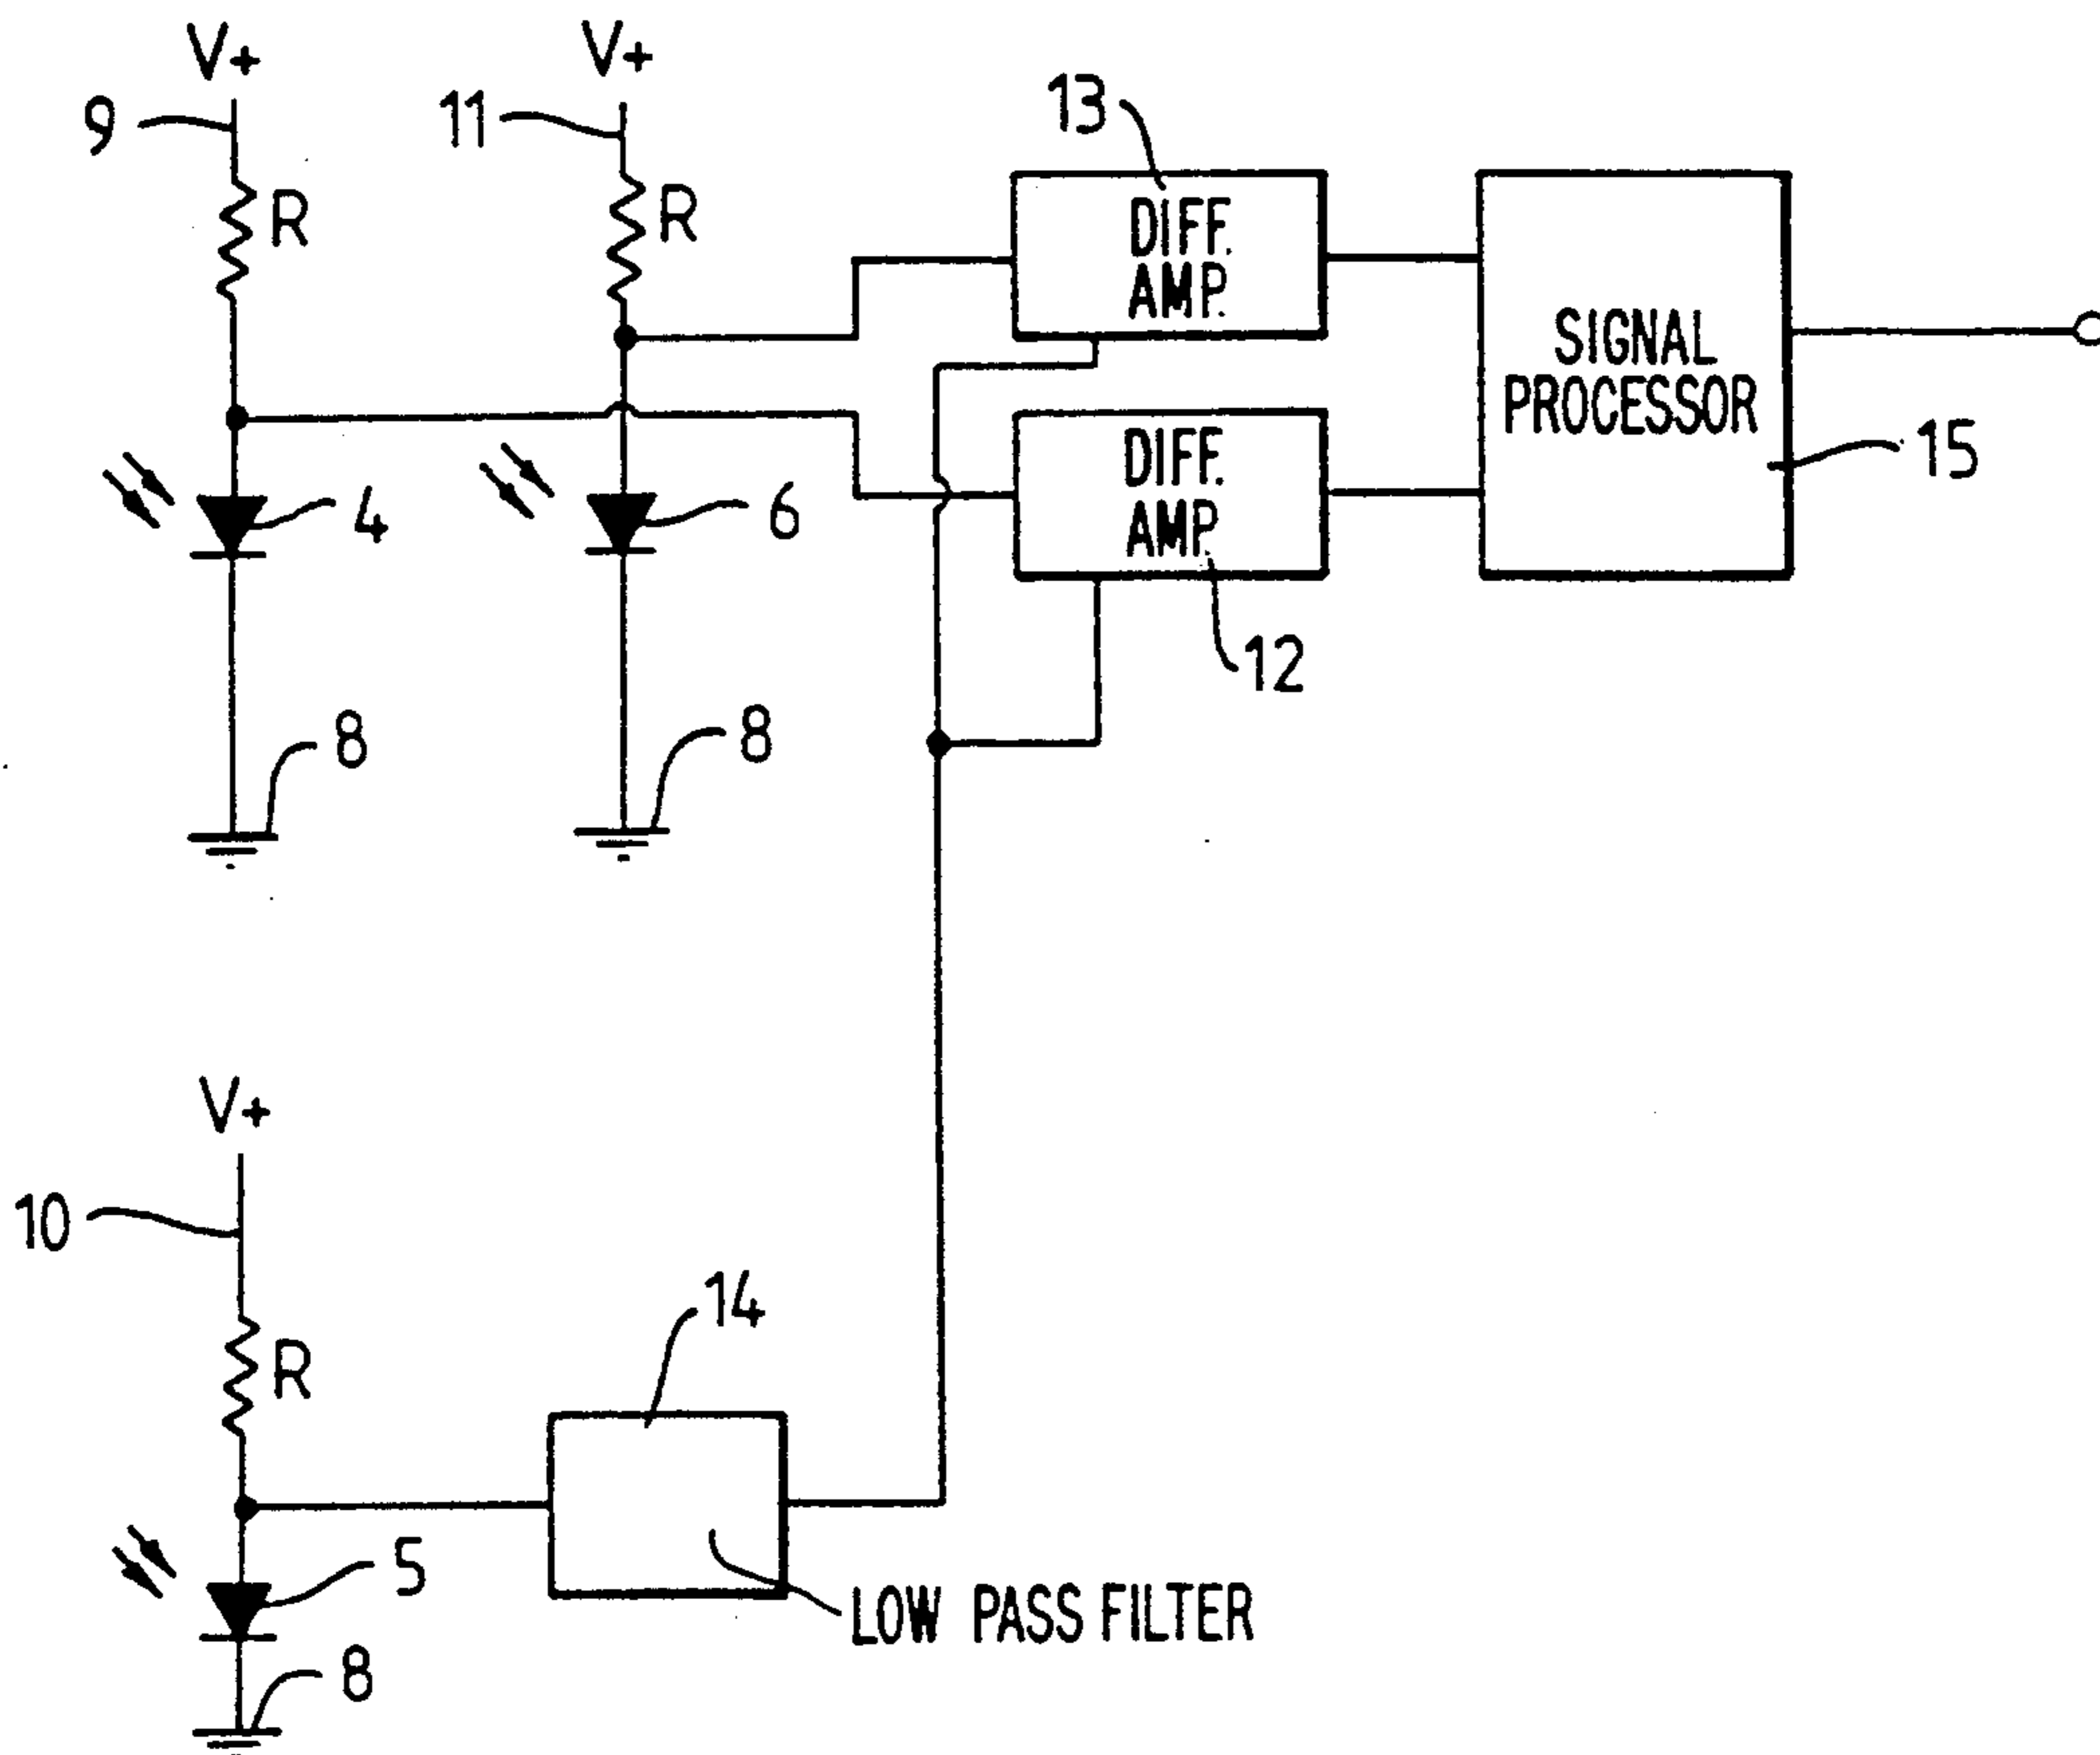 V+
V+
9
11
13
R
R
DIFF.
AMP.
SIGNAL
PROCESSOR
15
4
6
DIFF.
AMP.
12
8
8
V+
10
14
R
5
LOW PASS FILTER
8